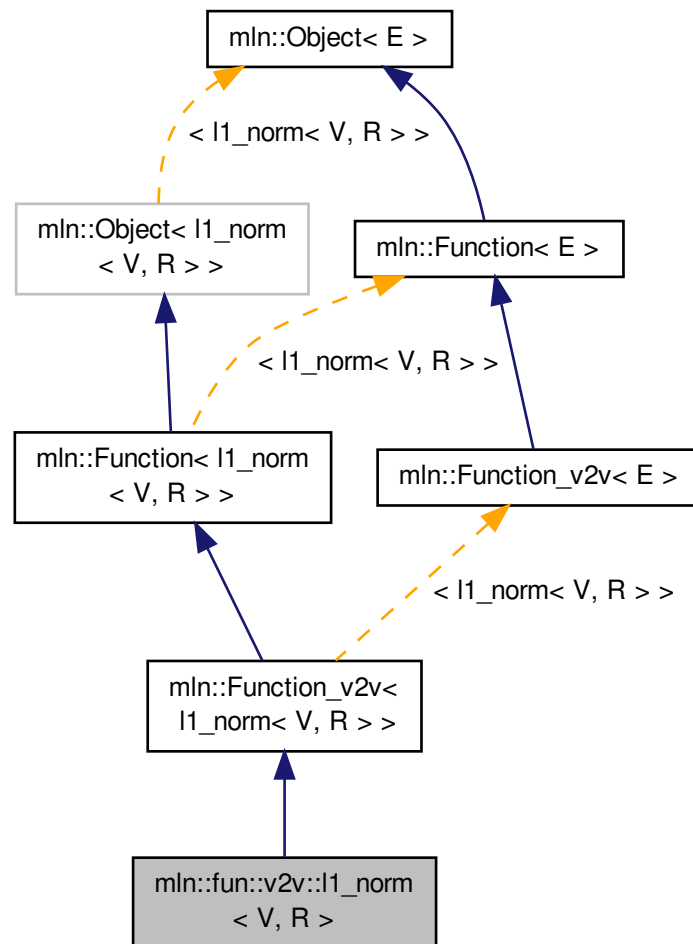 mln::Object< E >
< l1_norm< V, R > >
mln::Object< l1_norm
< V, R > >
mln::Function< E >
< l1_norm< V, R > >
mln::Function< l1_norm
< V, R > >
mln::Function_v2v< E >
< l1_norm< V, R > >
mln::Function_v2v<
l1_norm< V, R > >
mln::fun::v2v::l1_norm
< V, R >